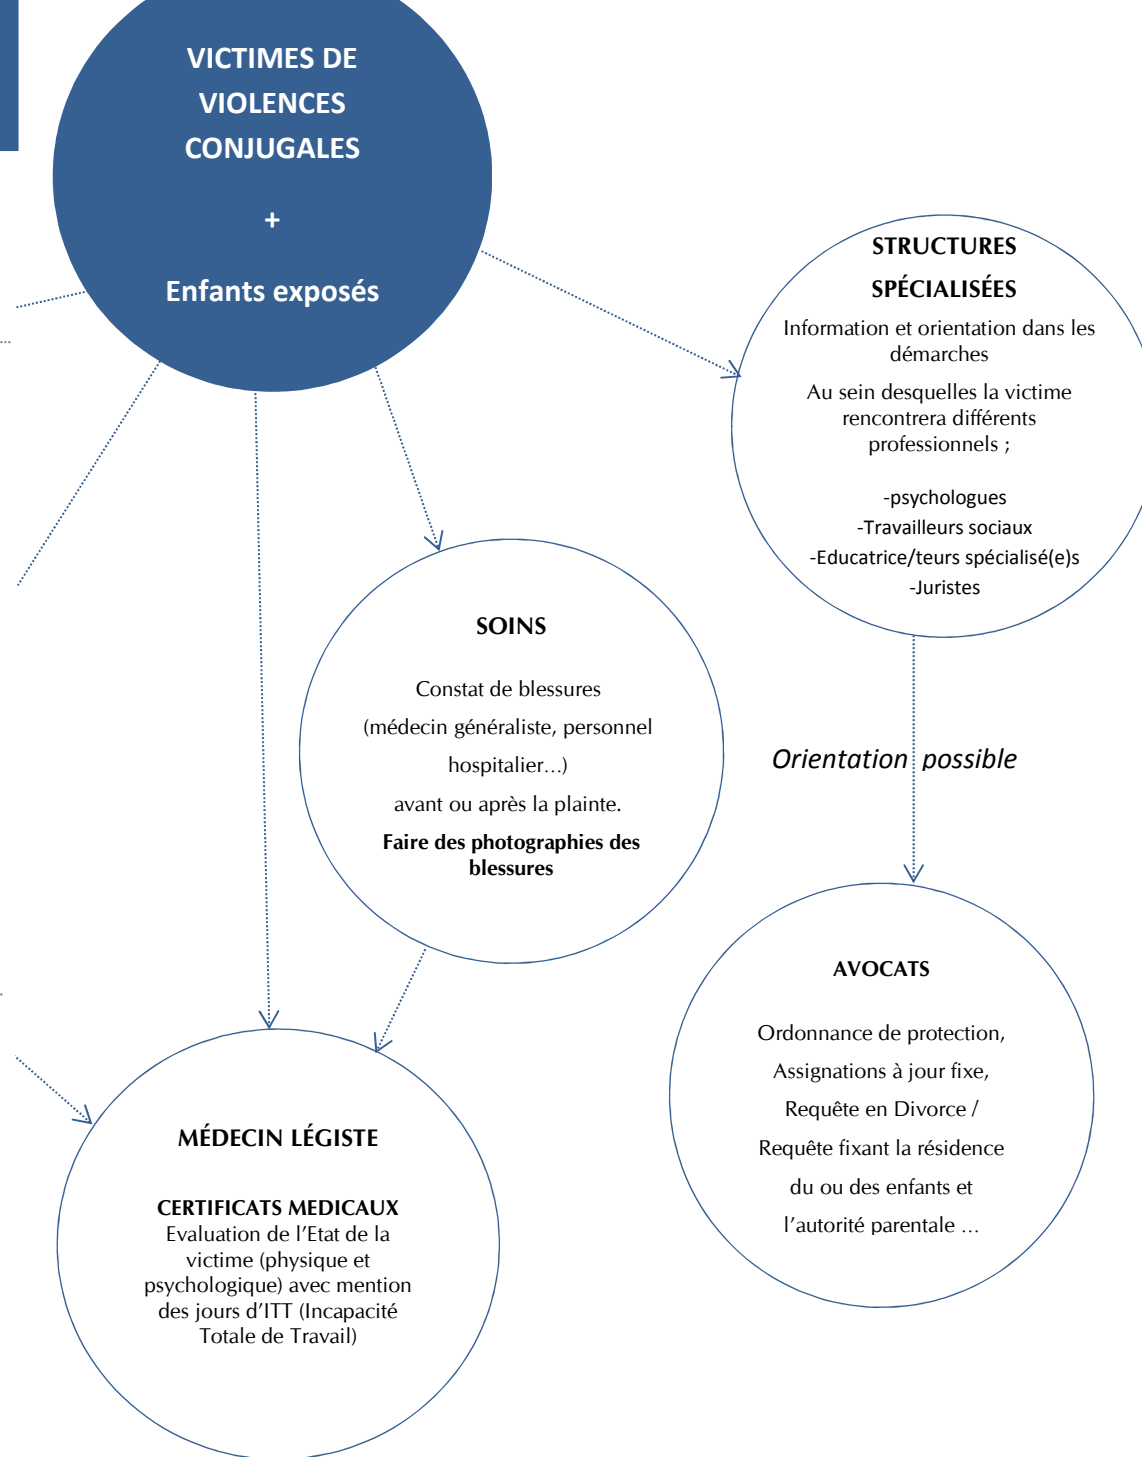 VICTIMES DE
VIOLENCES
CONJUGALES
+
Enfants exposés
STRUCTURES
SPÉCIALISÉES
Information et orientation dans les
démarches
Au sein desquelles la victime
rencontrera différents
professionnels ;
-psychologues
-Travailleurs sociaux
-Educatrice/teurs spécialisé(e)s
-Juristes
SOINS
Constat de blessures
(médecin généraliste, personnel
hospitalier…)
avant ou après la plainte.
Faire des photographies des
blessures
Orientation possible
AVOCATS
Ordonnance de protection,
Assignations à jour fixe,
Requête en Divorce /
Requête fixant la résidence
du ou des enfants et
l'autorité parentale …
MÉDECIN LÉGISTE
CERTIFICATS MEDICAUX
Evaluation de l'Etat de la
victime (physique et
psychologique) avec mention
des jours d'ITT (Incapacité
Totale de Travail)